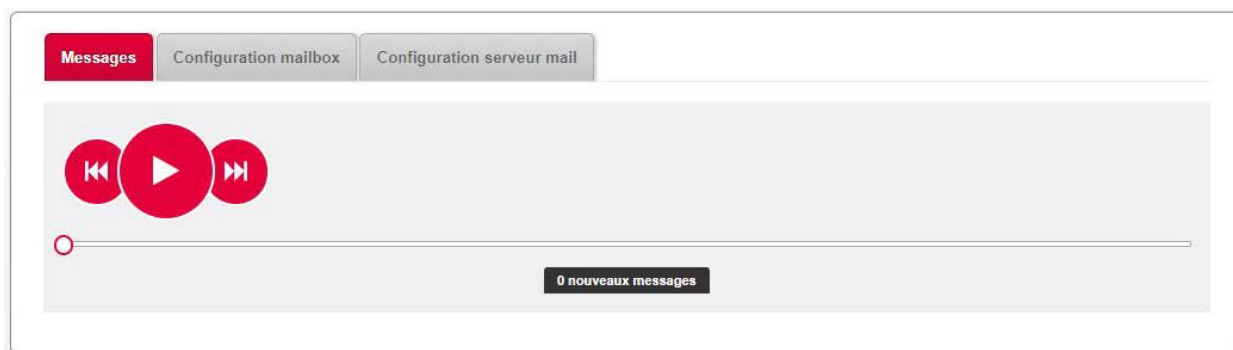 Messages
Configuration mailbox
Configuration serveur mail
0 nouveaux messages